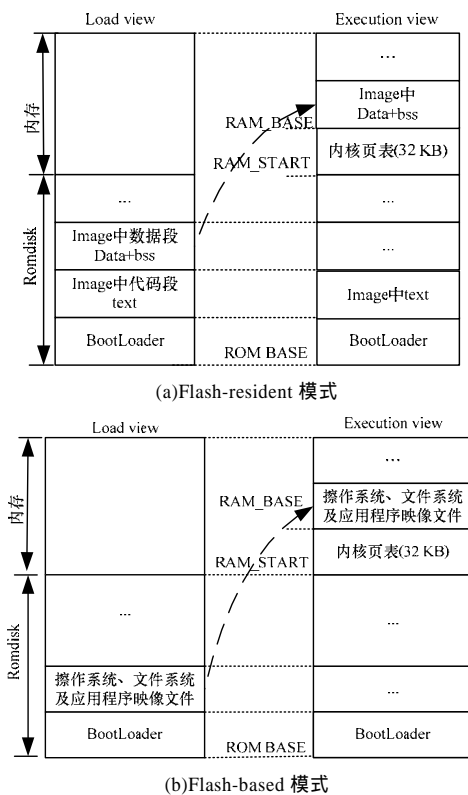 Load view
Execution view
...
Image中
Data+bss
RAM_BASE
内存
内核页表(32 KB)
RAM_START
...
...
Romdisk
Image中数据段
Data+bss
...
Image中代码段
text
Image中text
BootLoader
ROM BASE
BootLoader
(a)Flash-resident 模式
Load view
Execution view
...
RAM_BASE
擦作系统、文件系统
及应用程序映像文件
内存
RAM_START
内核页表(32 KB)
...
...
Romdisk
擦作系统、文件系统
及应用程序映像文件
...
BootLoader
ROM BASE
BootLoader
(b)Flash-based 模式